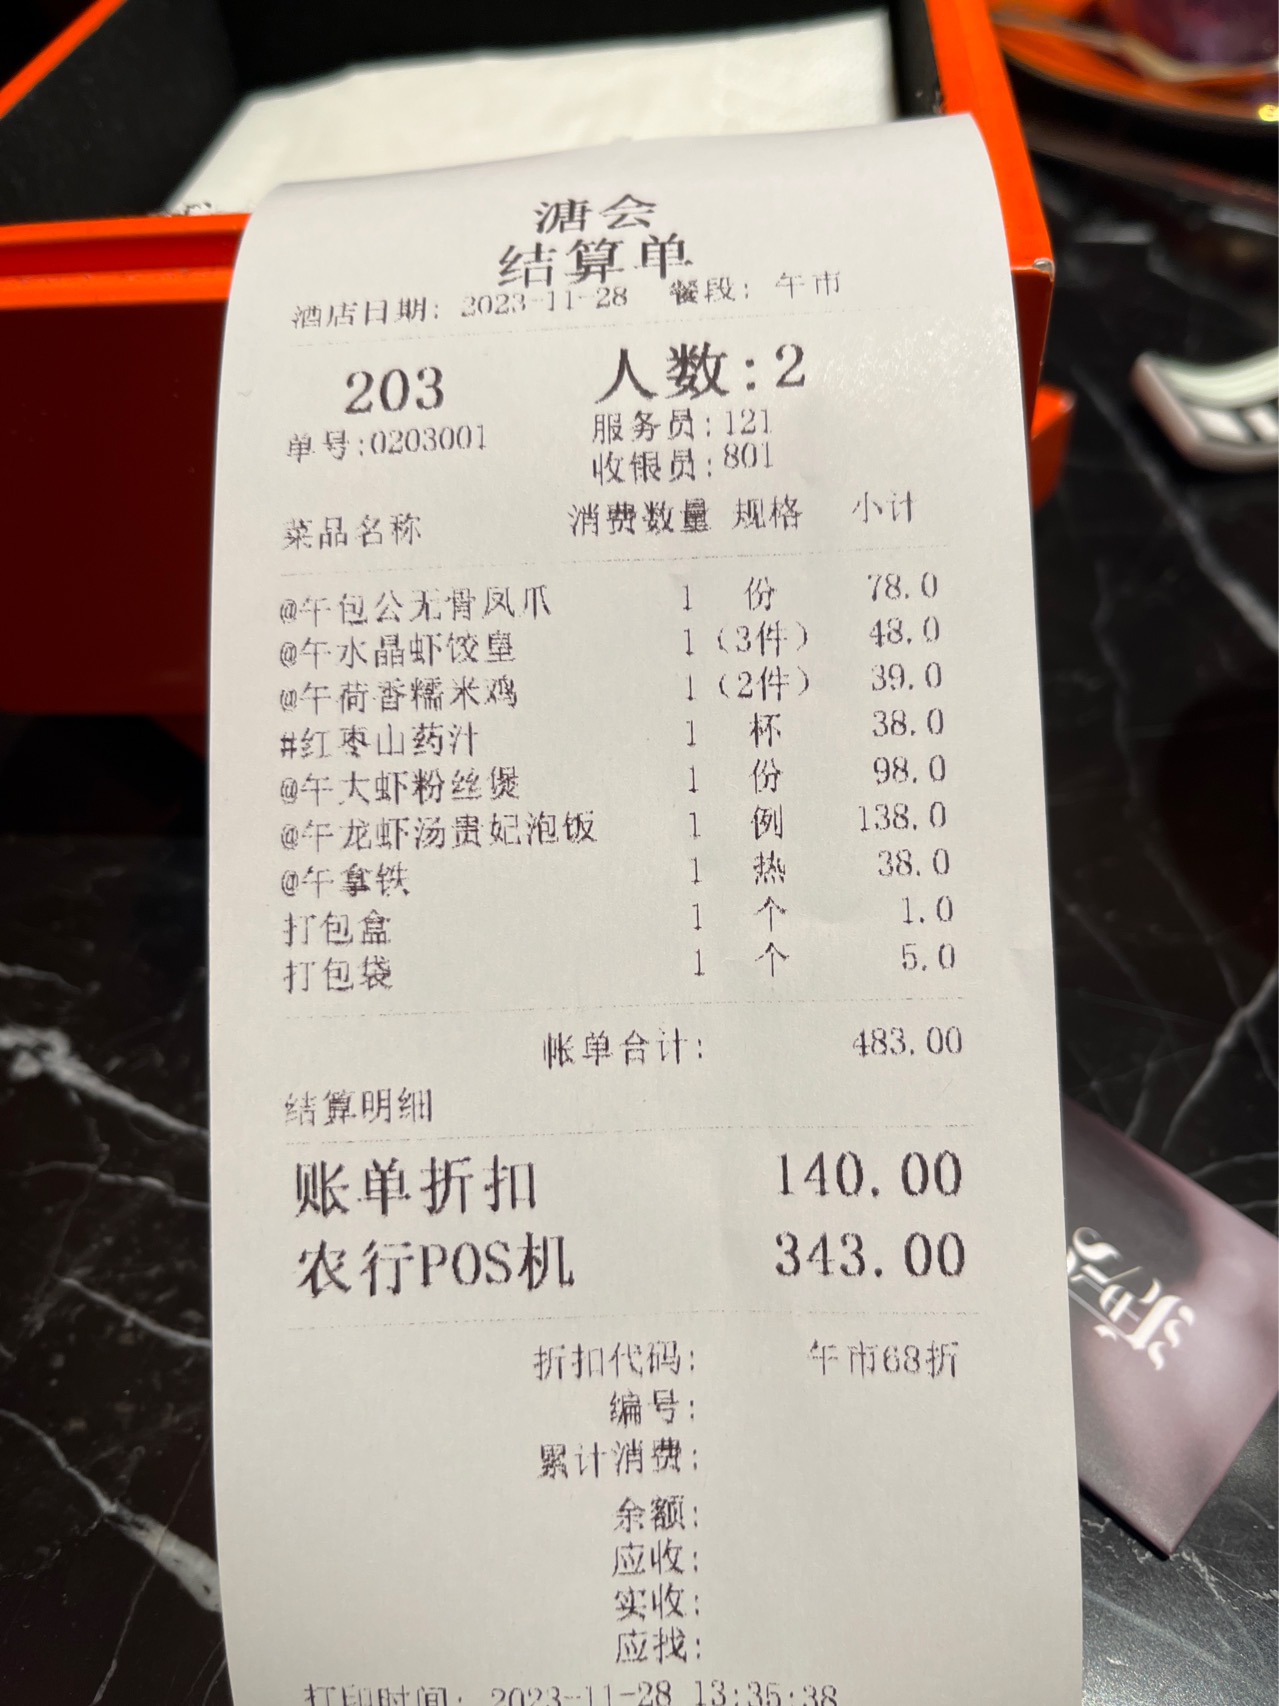 溏会
结算单
酒店日期: 2023-11-28 餐段: 午市
203 人数:2
单号:0203001 服务员:121
收银员:801
菜品名称 消费数量 规格 小计
@午包公无骨凤爪 1 份 78.0
@午水晶虾饺皇 1 (3件) 48.0
@午荷香糯米鸡 1 (2件) 39.0
#红枣山药汁 1 杯 38.0
@午大虾粉丝煲 1 份 98.0
@午龙虾汤贵妃泡饭 1 例 138.0
@午拿铁 1 热 38.0
打包盒 1 个 1.0
打包袋 1 个 5.0
帐单合计: 483.00
结算明细
账单折扣 140.00
农行POS机 343.00
折扣代码: 午市68折
编号:
累计消费:
余额:
应收:
实收:
应找:
打印时间: 2023-11-28 13:35:38